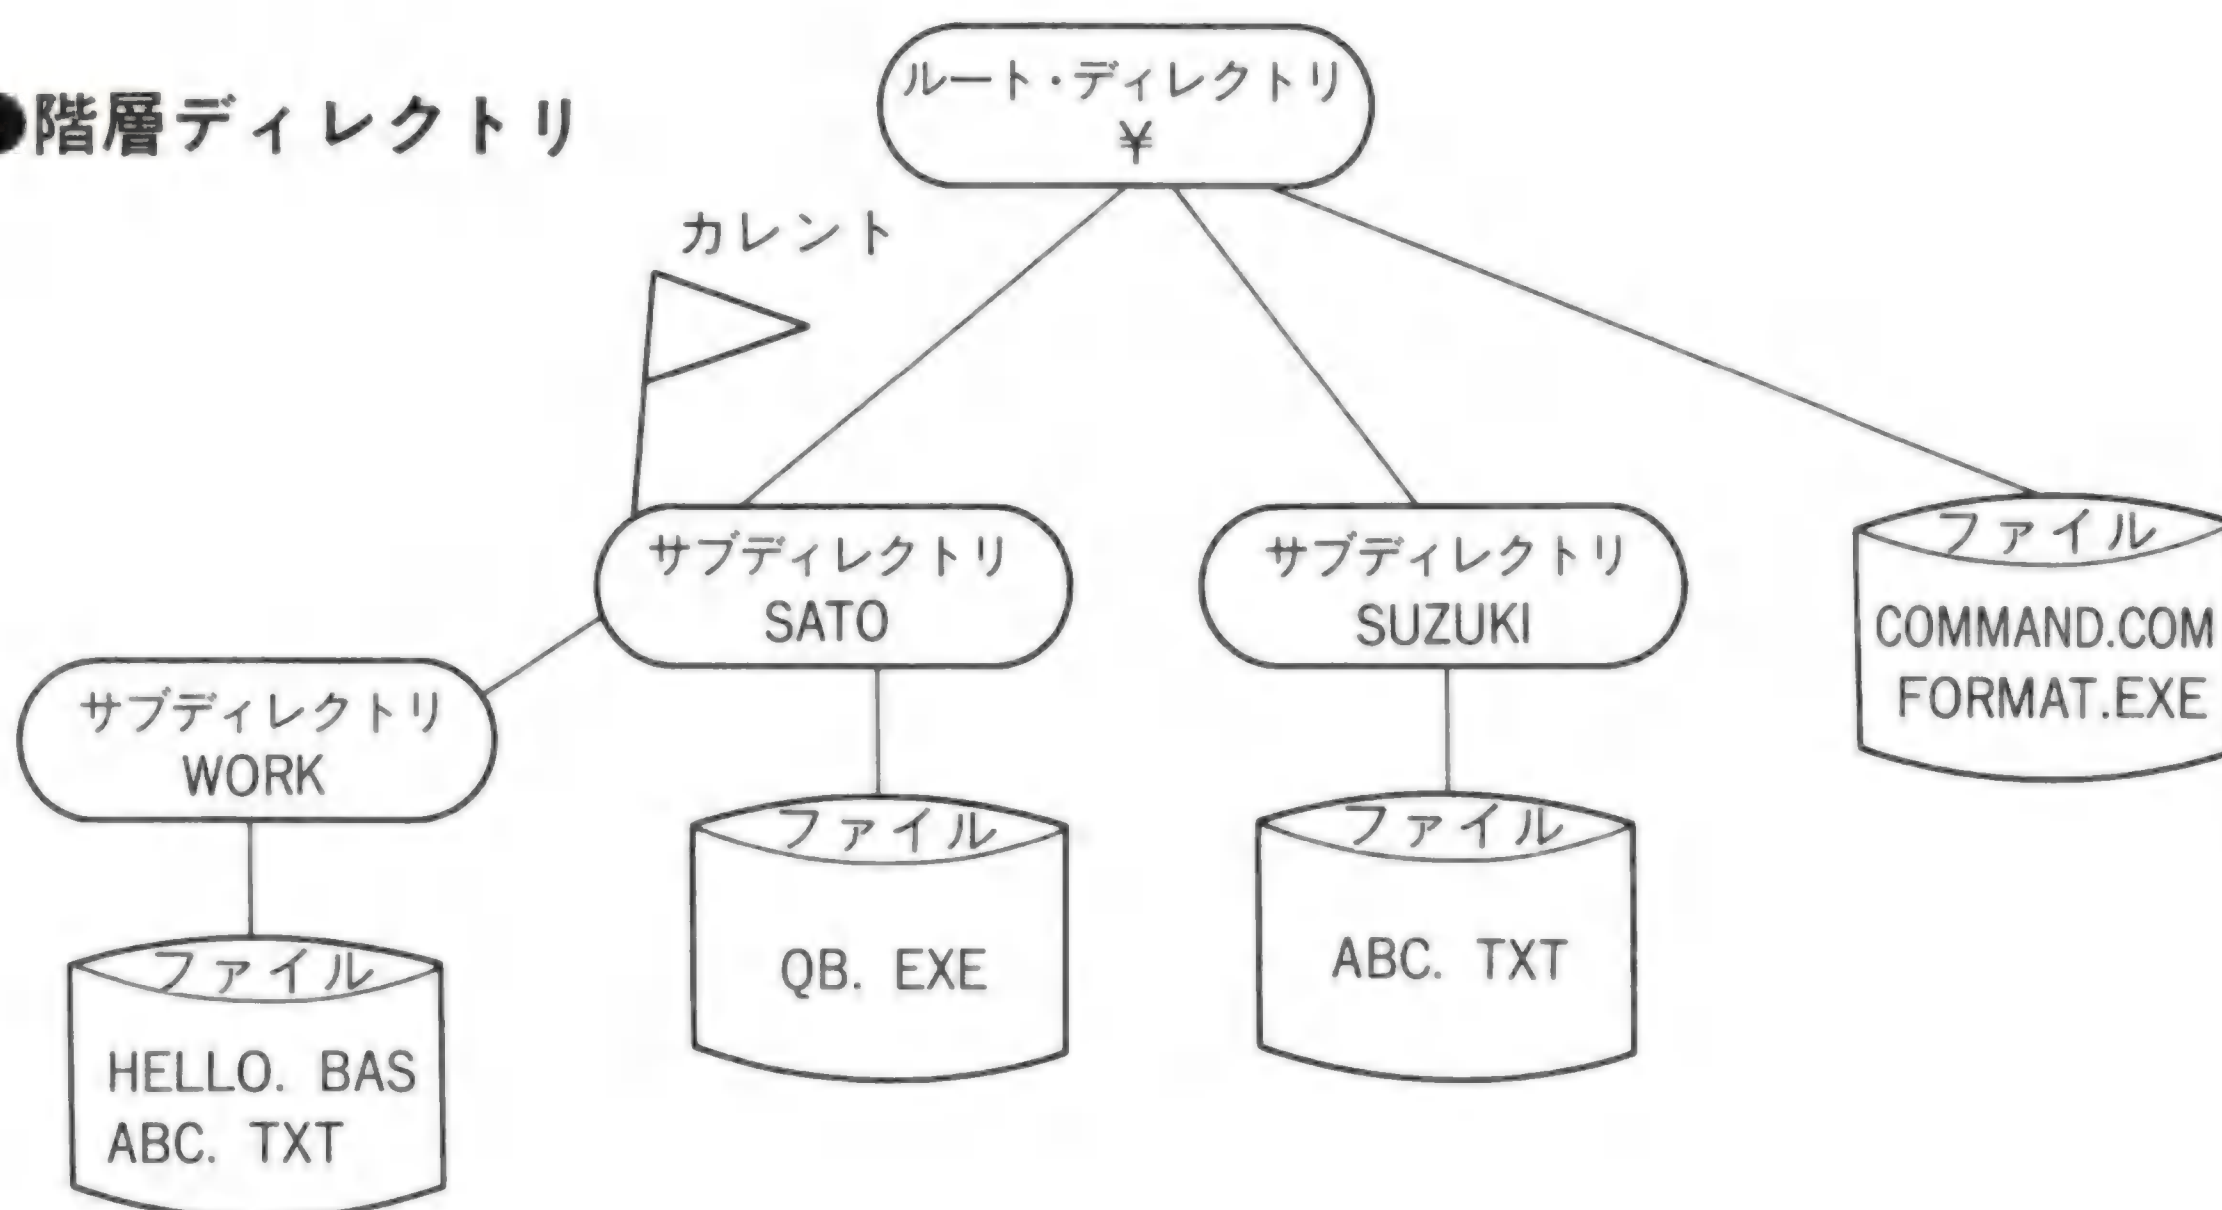 ●階層ディレクトリ
ルート・ディレクトリ
¥
カレント
サブディレクトリ
SATO
サブディレクトリ
SUZUKI
ファイル
COMMAND.COM
FORMAT.EXE
サブディレクトリ
WORK
ファイル
QB. EXE
ファイル
ABC. TXT
ファイル
HELLO. BAS
ABC. TXT